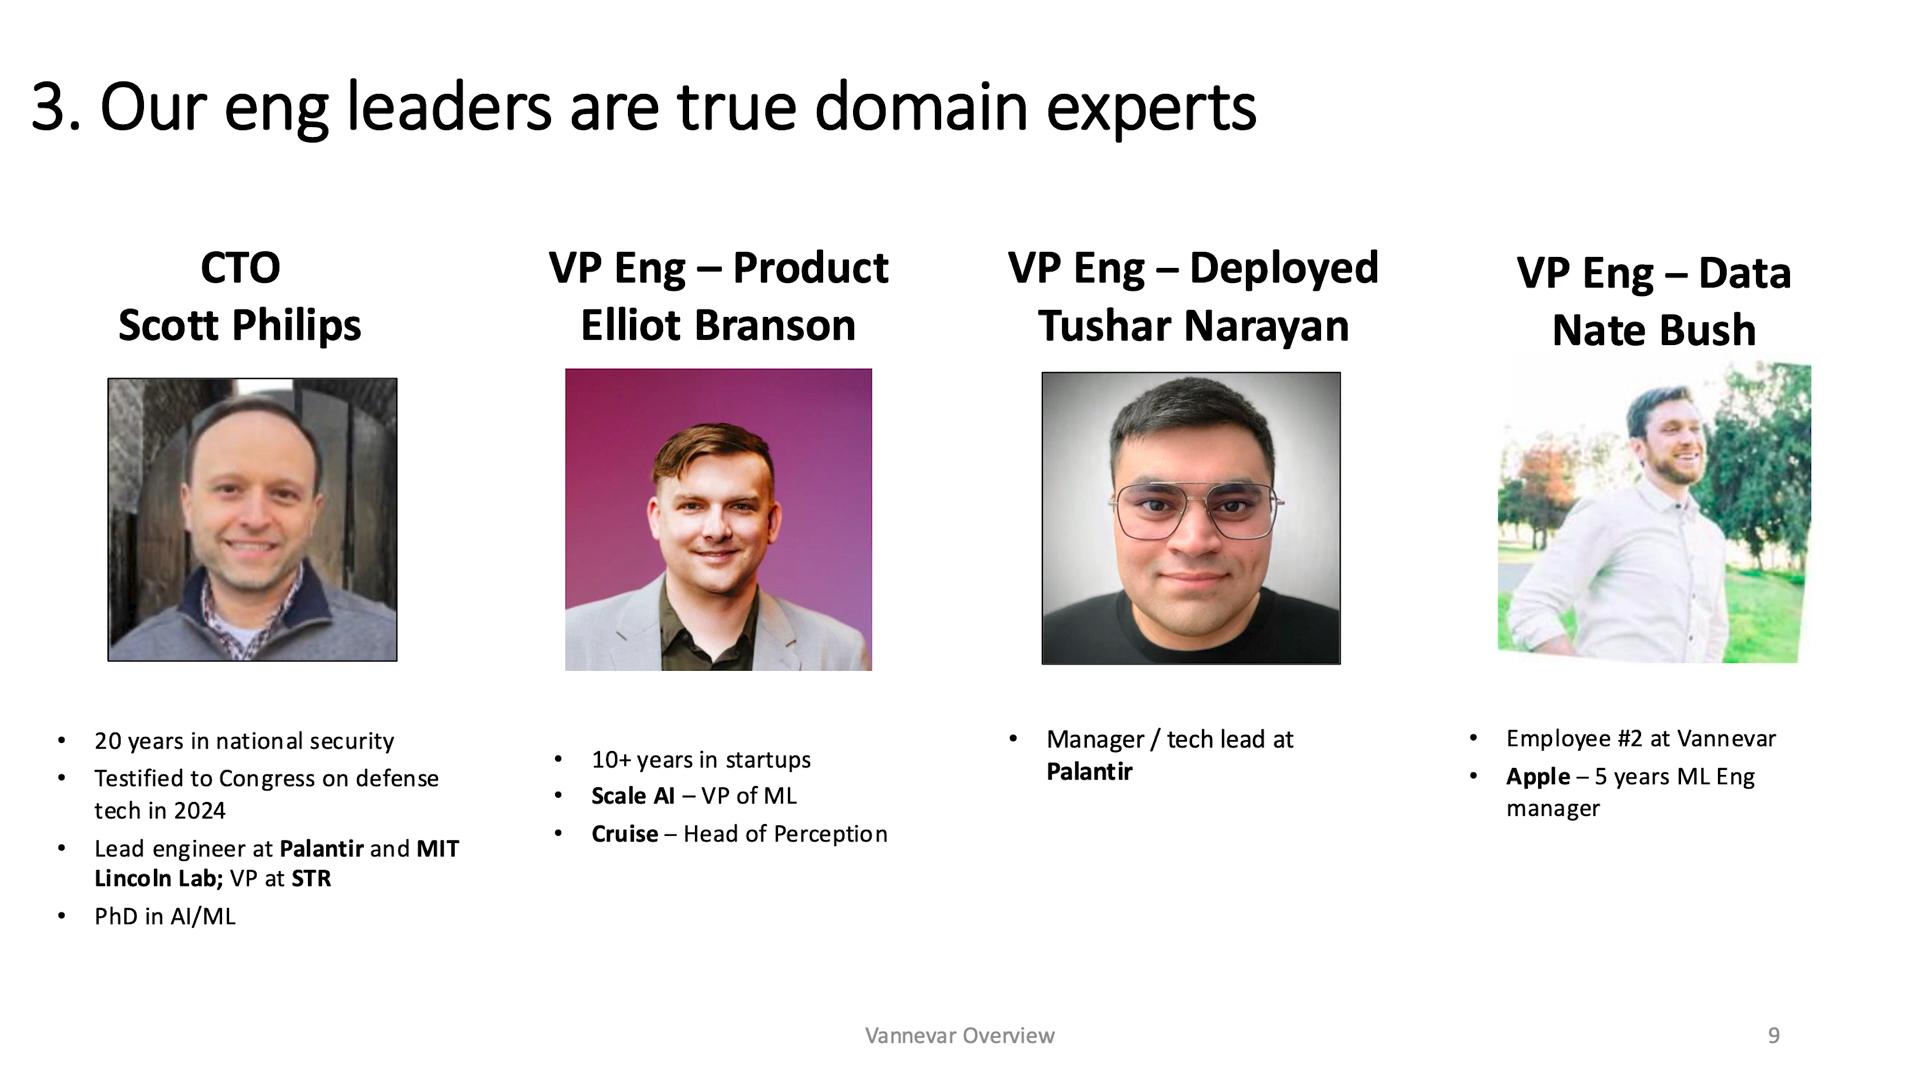 3. Our eng leaders are true domain experts
CTO
Scott Philips
VP Eng – Product
Elliot Branson
VP Eng – Deployed
Tushar Narayan
VP Eng – Data
Nate Bush
• 20 years in national security
• Testified to Congress on defense
tech in 2024
• Lead engineer at Palantir and MIT
Lincoln Lab; VP at STR
• PhD in AI/ML
• 10+ years in startups
• Scale AI – VP of ML
• Cruise – Head of Perception
• Manager / tech lead at
Palantir
• Employee #2 at Vannevar
• Apple – 5 years ML Eng
manager
Vannevar Overview
9